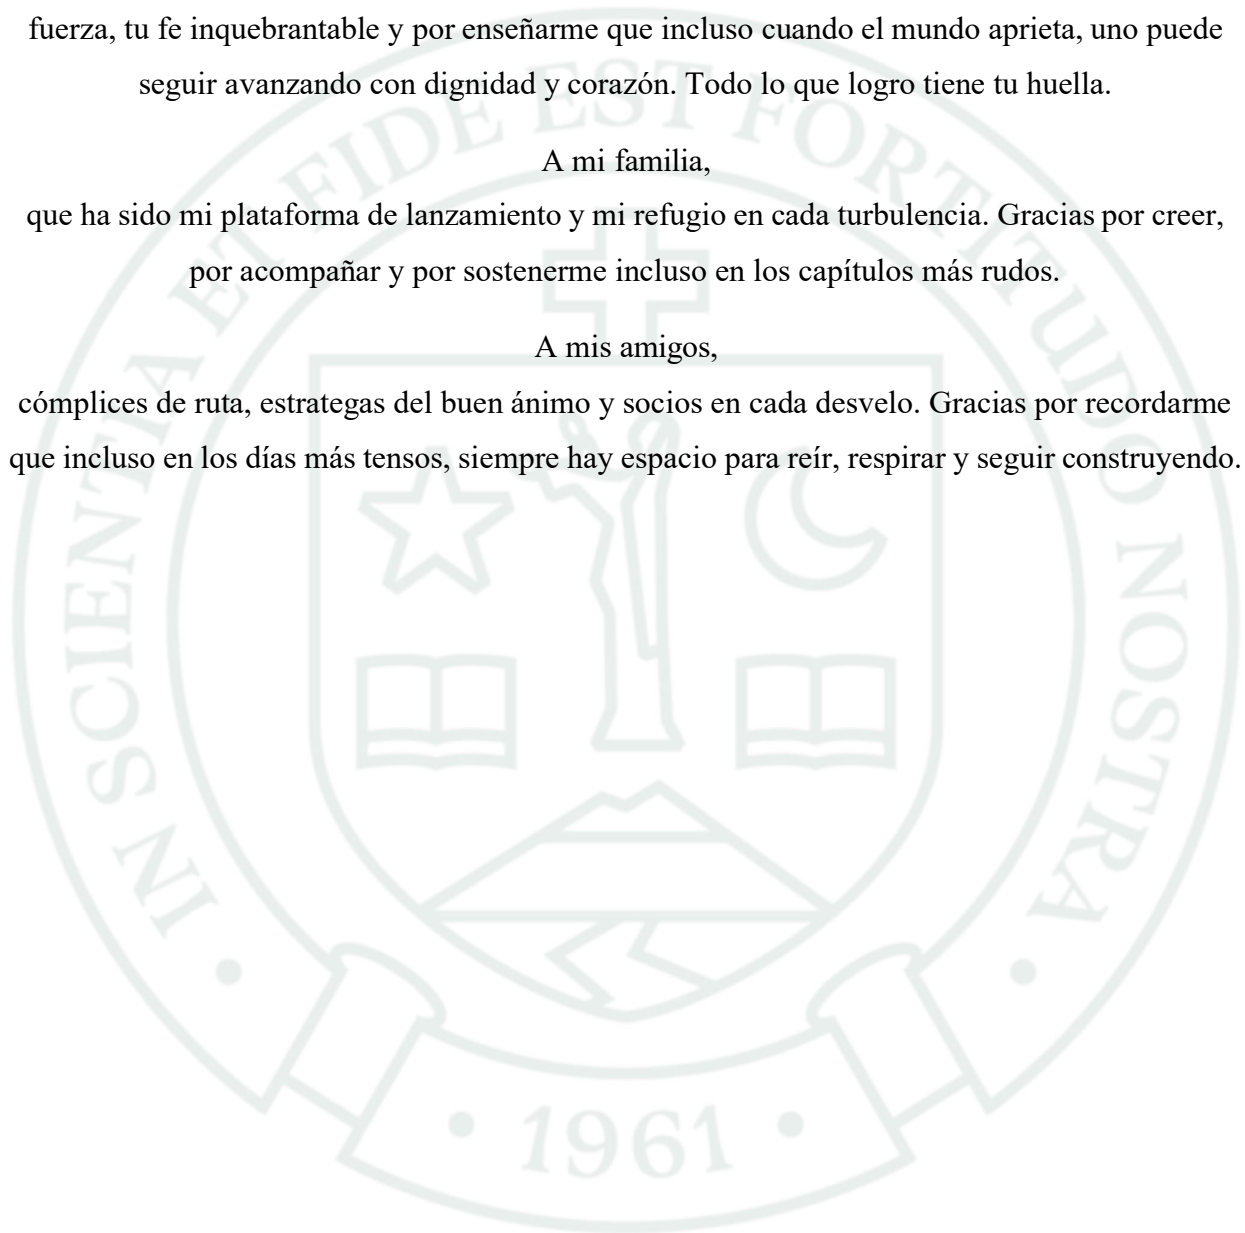 fuerza, tu fe inquebrantable y por enseñarme que incluso cuando el mundo aprieta, uno puede
seguir avanzando con dignidad y corazón. Todo lo que logro tiene tu huella.
A mi familia,
que ha sido mi plataforma de lanzamiento y mi refugio en cada turbulencia. Gracias por creer,
por acompañar y por sostenerme incluso en los capítulos más rudos.
A mis amigos,
cómplices de ruta, estrategas del buen ánimo y socios en cada desvelo. Gracias por recordarme
que incluso en los días más tensos, siempre hay espacio para reír, respirar y seguir construyendo.
IN SCIENTIA ET FIDE EST FORTITUDO NOSTRA
• 1961 •